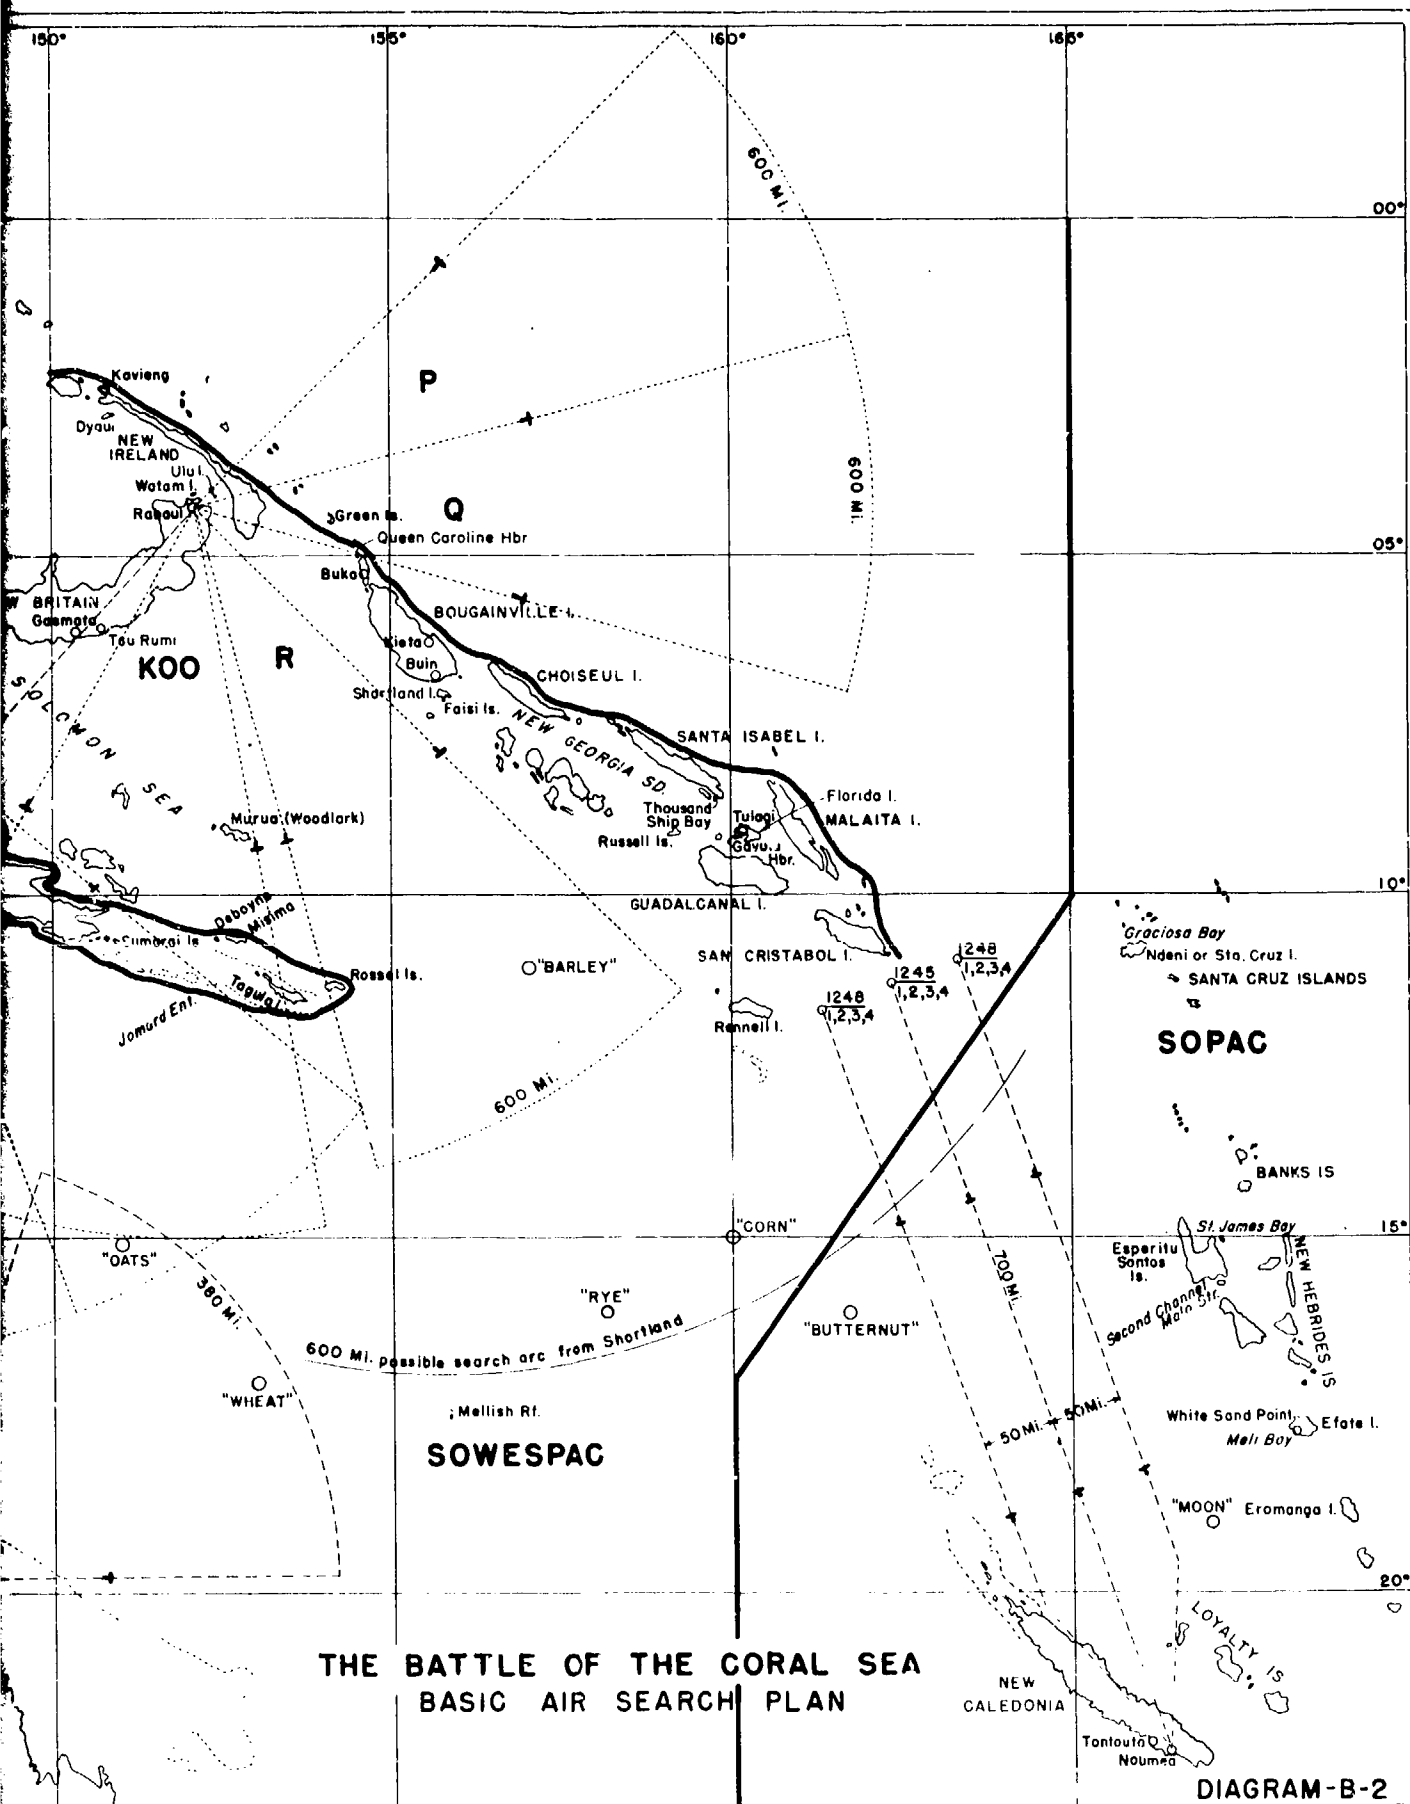 150°
155°
160°
165°
600 MI.
00°
P
Kavieng
Dyaul
NEW
IRELAND
Ulu I.
Watam I.
Rabaul
600 MI.
Green Is.
Q
Queen Caroline Hbr
05°
Buka
W BRITAIN
Gasmata
Tsu Rumi
BOUGAINVILLE I.
KOO
R
Kieta
Buin
CHOISEUL I.
Shortland I.
Faisi Is.
SOLOMON SEA
NEW GEORGIA SD.
SANTA ISABEL I.
Florida I.
Thousand
Ship Bay
Tulagi
MALAITA I.
Murua (Woodlark)
Russell Is.
Gavutu
Hbr.
10°
GUADALCANAL I.
Deboyne
Misima
Graciosa Bay
SAN CRISTABOL I.
1248
1,2,3,4
Ndeni or Sta. Cruz I.
"BARLEY"
Rossel Is.
1245
1,2,3,4
SANTA CRUZ ISLANDS
Tagula I.
1248
1,2,3,4
Jomard Ent.
Rennell I.
SOPAC
600 MI.
BANKS IS
"CORN"
St. James Bay
15°
"OATS"
Esperitu
Santos
Is.
NEW HEBRIDES IS
700 MI.
380 MI.
"RYE"
Second Channel
Main Str.
"BUTTERNUT"
600 MI. possible search arc from Shortland
"WHEAT"
Mellish Rf.
50 MI.
50 MI.
White Sand Point
Efate I.
Meli Bay
SOWESPAC
"MOON"
Eromanga I.
20°
LOYALTY IS
THE BATTLE OF THE CORAL SEA
BASIC AIR SEARCH PLAN
NEW
CALEDONIA
Tontouta
Noumea
DIAGRAM-B-2